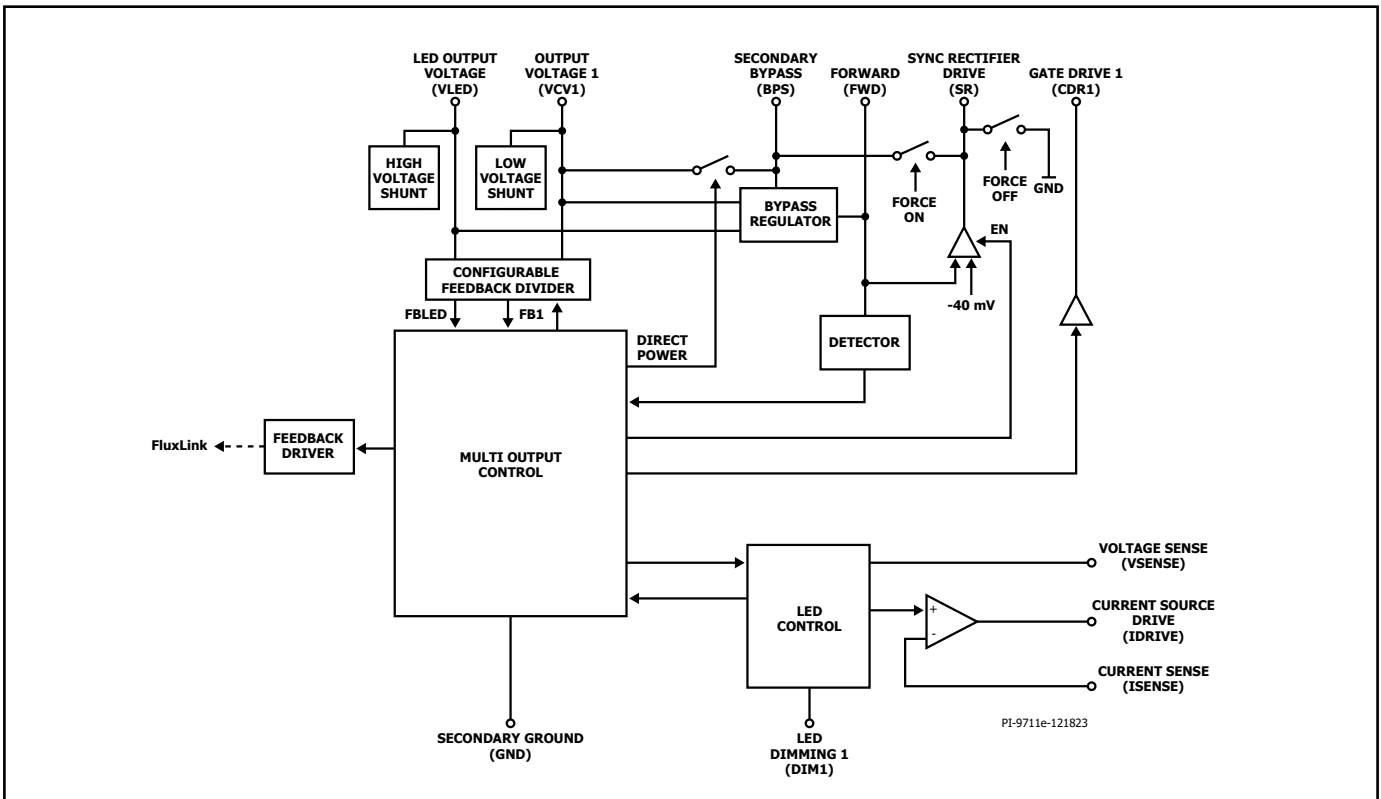 LED OUTPUT
VOLTAGE
(VLED)
OUTPUT
VOLTAGE 1
(VCV1)
SECONDARY
BYPASS
(BPS)
FORWARD
(FWD)
SYNC RECTIFIER
DRIVE
(SR)
GATE DRIVE 1
(CDR1)
HIGH
VOLTAGE
SHUNT
LOW
VOLTAGE
SHUNT
BYPASS
REGULATOR
FORCE
ON
FORCE
OFF
GND
EN
-40 mV
CONFIGURABLE
FEEDBACK DIVIDER
FBLED
FB1
DIRECT
POWER
DETECTOR
FluxLink
FEEDBACK
DRIVER
MULTI OUTPUT
CONTROL
LED
CONTROL
+
-
VOLTAGE SENSE
(VSENSE)
CURRENT SOURCE
DRIVE
(IDRIVE)
CURRENT SENSE
(ISENSE)
SECONDARY GROUND
(GND)
LED
DIMMING 1
(DIM1)
PI-9711e-121823